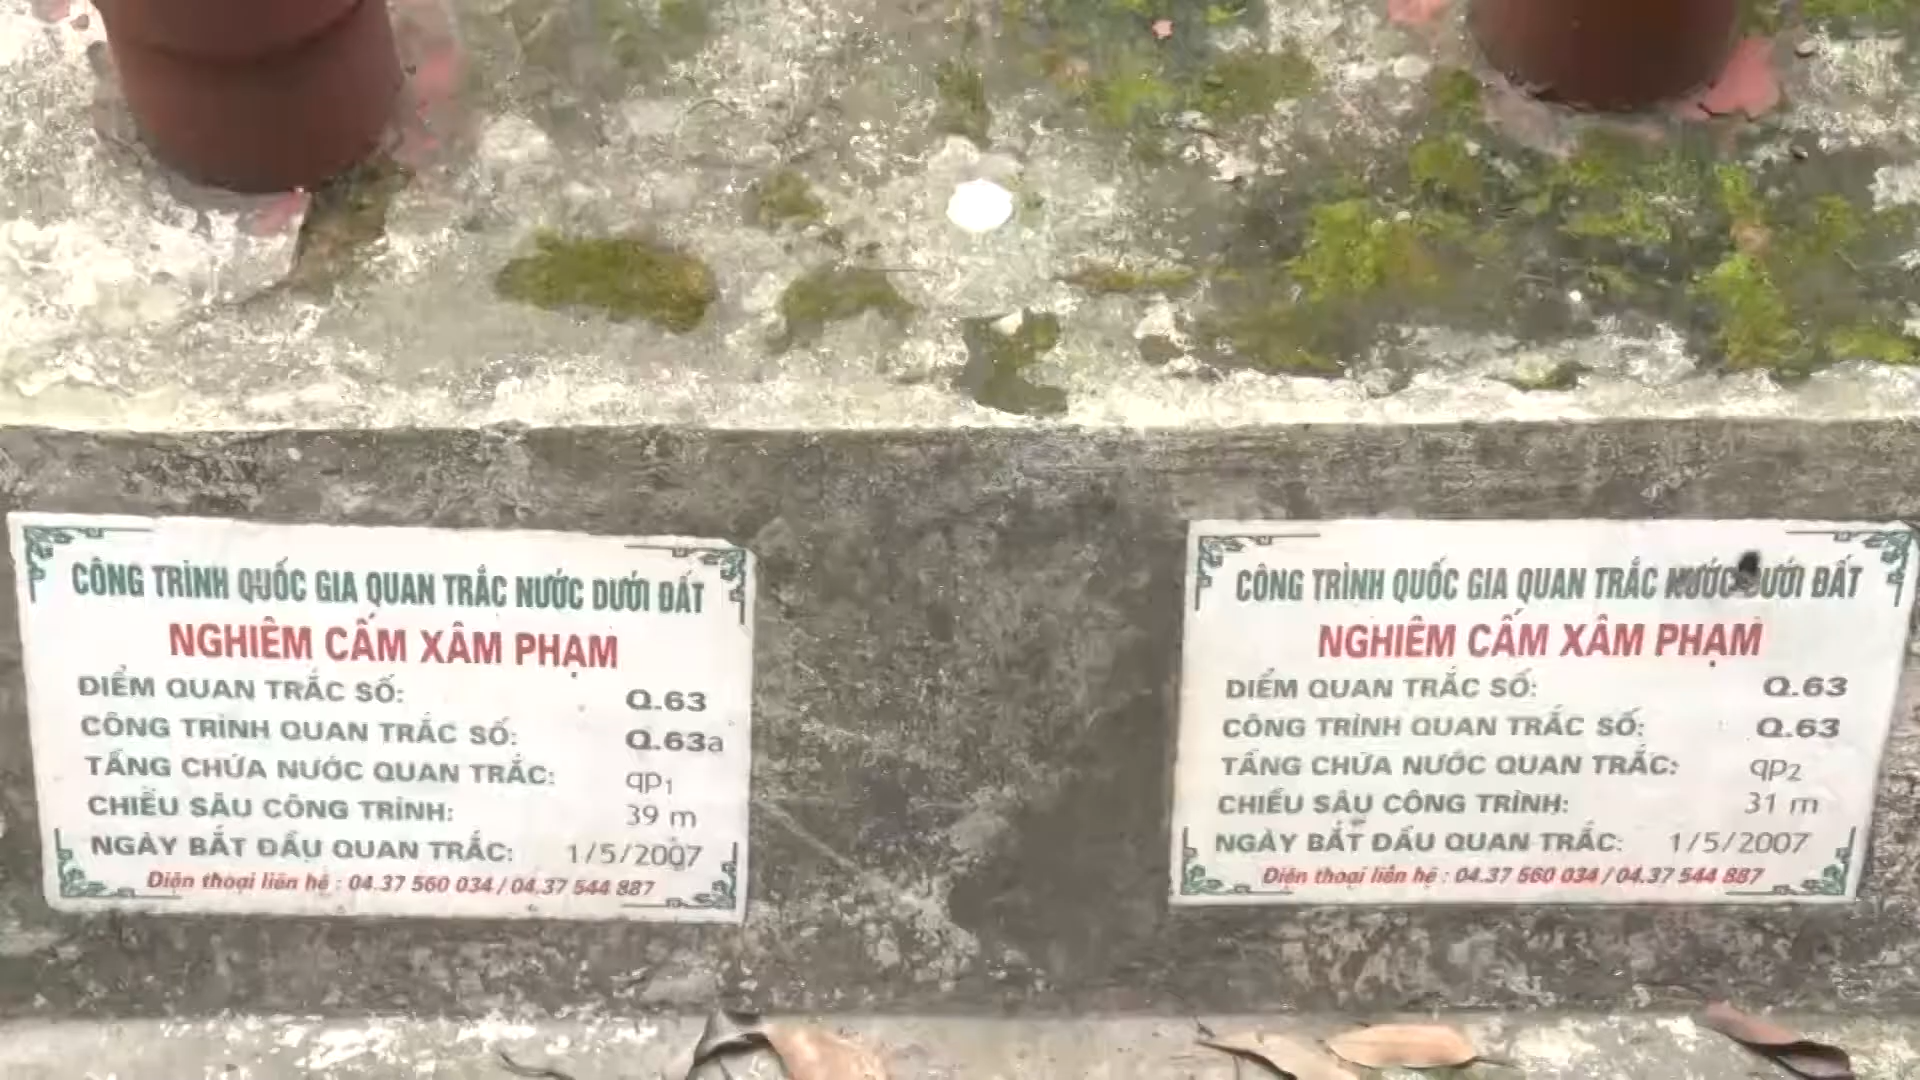 CÔNG TRÌNH QUỐC GIA QUAN TRẮC NƯỚC DƯỚI ĐẤT
NGHIÊM CẤM XÂM PHẠM
ĐIỂM QUAN TRẮC SỐ: Q.63
CÔNG TRÌNH QUAN TRẮC SỐ: Q.63a
TẦNG CHỨA NƯỚC QUAN TRẮC: qp₁
CHIỀU SÂU CÔNG TRÌNH: 39 m
NGÀY BẮT ĐẦU QUAN TRẮC: 1/5/2007
Điện thoại liên hệ : 04.37 560 034 / 04.37 544 887
CÔNG TRÌNH QUỐC GIA QUAN TRẮC NƯỚC DƯỚI ĐẤT
NGHIÊM CẤM XÂM PHẠM
ĐIỂM QUAN TRẮC SỐ: Q.63
CÔNG TRÌNH QUAN TRẮC SỐ: Q.63
TẦNG CHỨA NƯỚC QUAN TRẮC: qp₂
CHIỀU SÂU CÔNG TRÌNH: 31 m
NGÀY BẮT ĐẦU QUAN TRẮC: 1/5/2007
Điện thoại liên hệ : 04.37 560 034 / 04.37 544 887